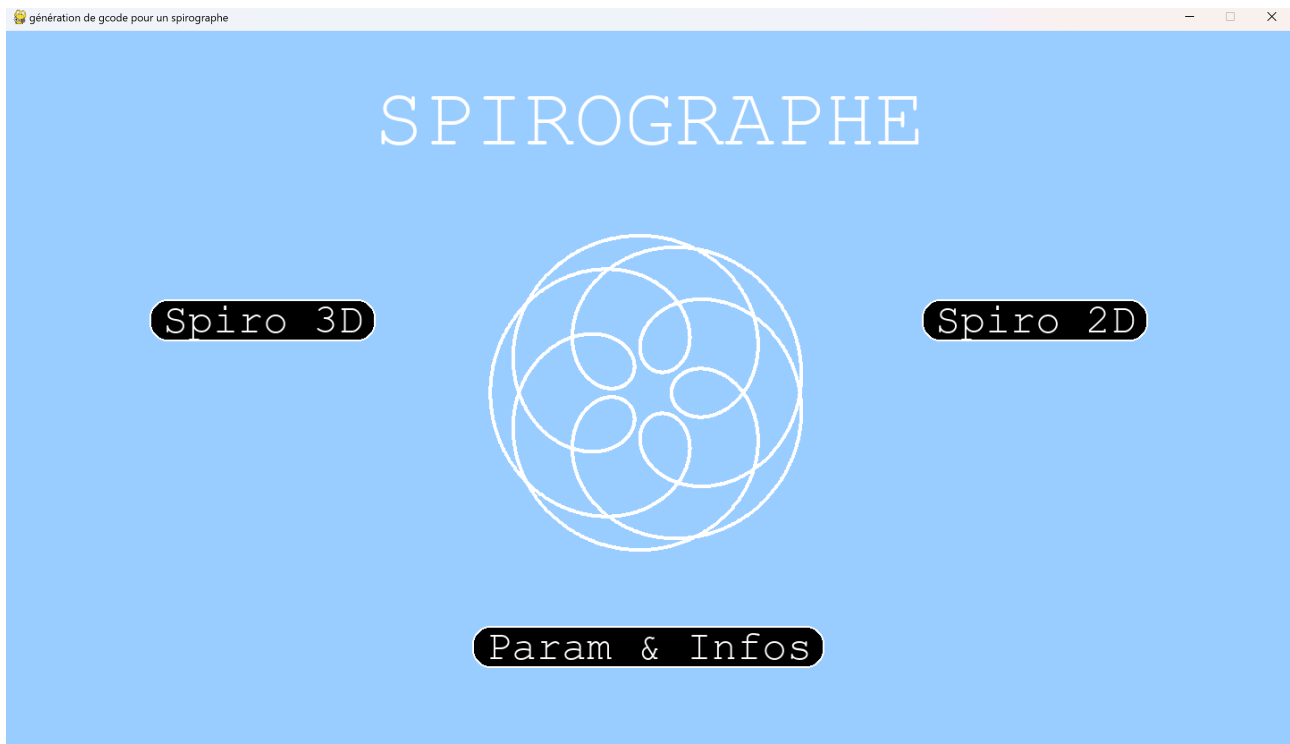 génération de gcode pour un spirographe
SPIROGRAPHE
Spiro 3D
Spiro 2D
Param & Infos